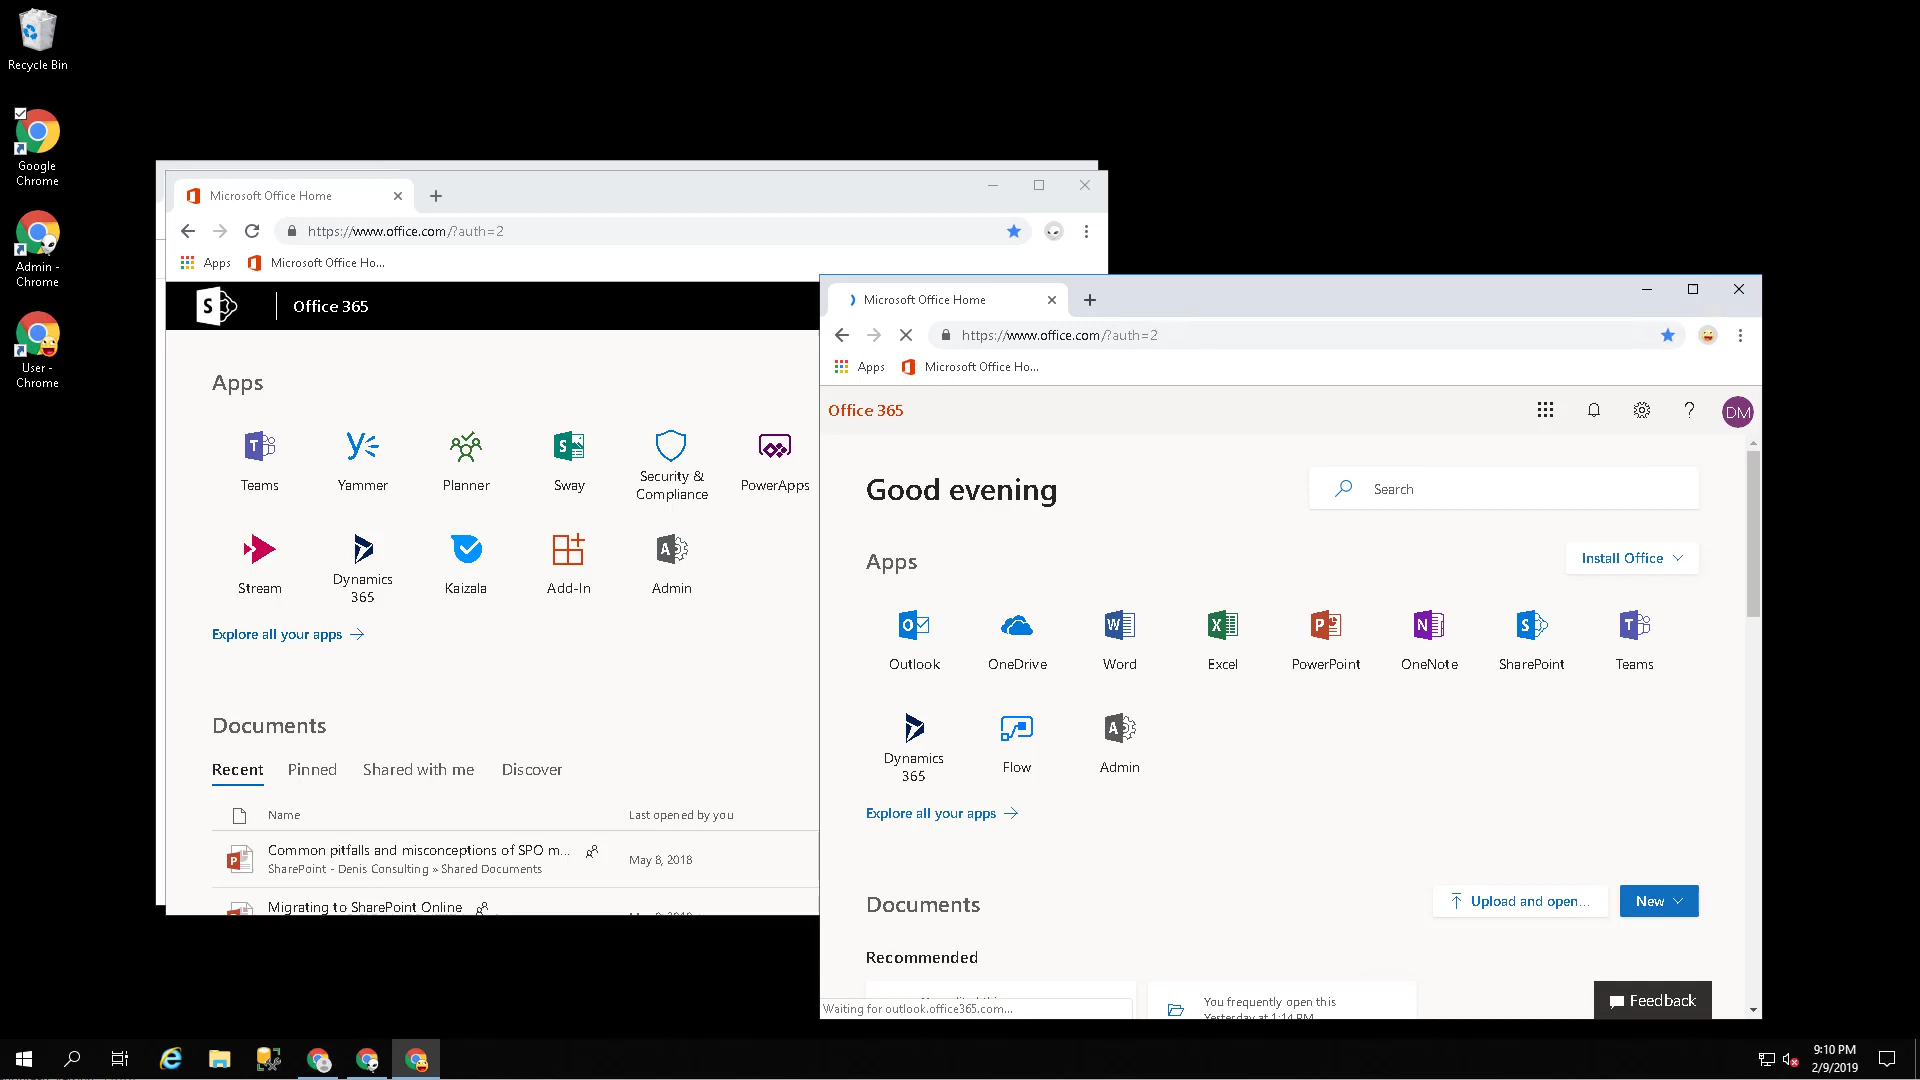 Recycle Bin
Google
Chrome
Admin -
Chrome
User -
Chrome
Microsoft Office Home
https://www.office.com/?auth=2
Apps
Microsoft Office Ho...
Office 365
Apps
Teams
Yammer
Planner
Sway
Security &
Compliance
PowerApps
Stream
Dynamics
365
Kaizala
Add-In
Admin
Explore all your apps
Documents
Recent
Pinned
Shared with me
Discover
Name
Last opened by you
Common pitfalls and misconceptions of SPO m...
SharePoint - Denis Consulting » Shared Documents
May 8, 2018
Migrating to SharePoint Online
Microsoft Office Home
https://www.office.com/?auth=2
Apps
Microsoft Office Ho...
Office 365
DM
Good evening
Search
Apps
Install Office
Outlook
OneDrive
Word
Excel
PowerPoint
OneNote
SharePoint
Teams
Dynamics
365
Flow
Admin
Explore all your apps
Documents
Upload and open...
New
Recommended
You frequently open this
Yesterday at 1:14 PM
Feedback
Waiting for outlook.office365.com...
9:10 PM
2/9/2019